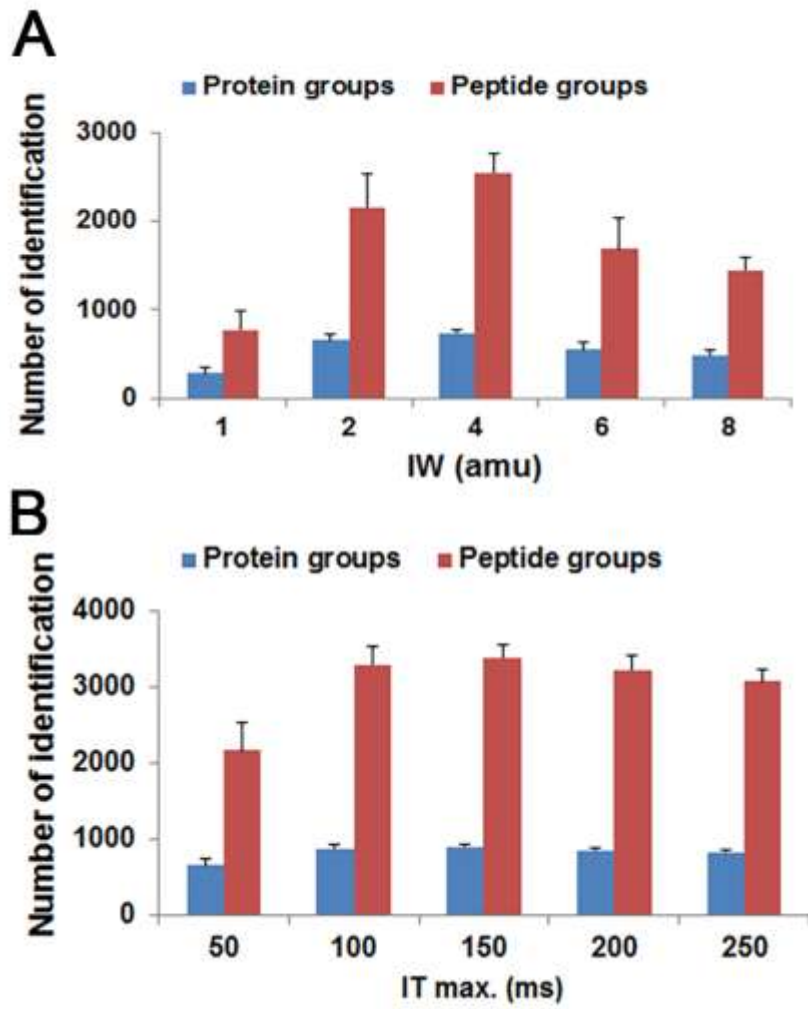 A
Protein groups Peptide groups
Number of identification
3000
2000
1000
0
1 2 4 6 8
IW (amu)
B
Protein groups Peptide groups
Number of identification
4000
3000
2000
1000
0
50 100 150 200 250
IT max. (ms)